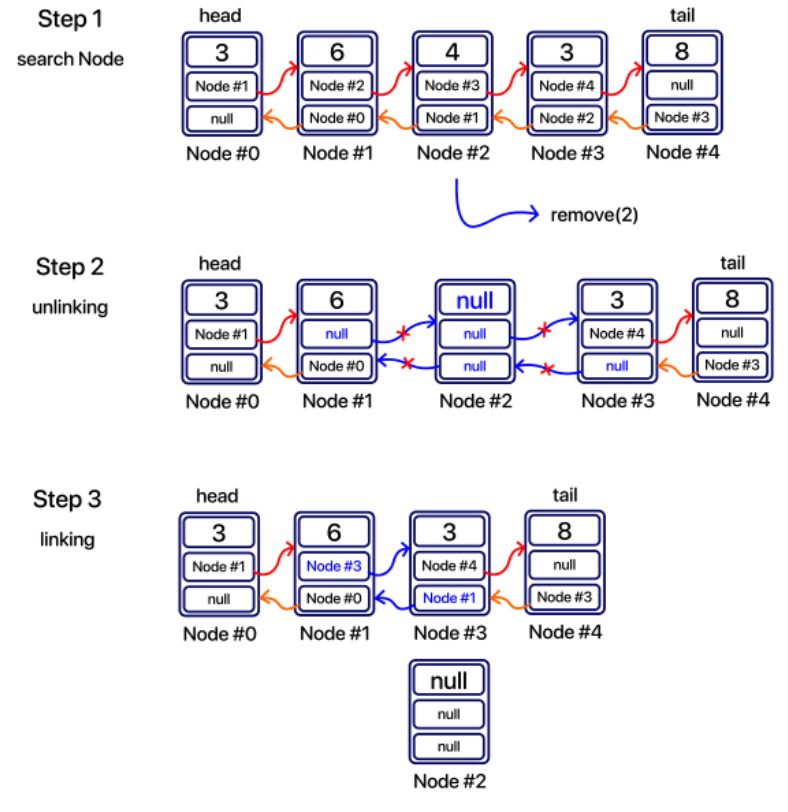 Step 1
search Node
head
tail
3 6 4 3 8
Node #1 Node #2 Node #3 Node #4 null
null Node #0 Node #1 Node #2 Node #3
Node #0 Node #1 Node #2 Node #3 Node #4
remove(2)
Step 2
unlinking
head
tail
3 6 null 3 8
Node #1 null null Node #4 null
null Node #0 null null Node #3
Node #0 Node #1 Node #2 Node #3 Node #4
Step 3
linking
head
tail
3 6 3 8
Node #1 Node #3 Node #4 null
null Node #0 Node #1 Node #3
Node #0 Node #1 Node #3 Node #4
null
null
null
Node #2